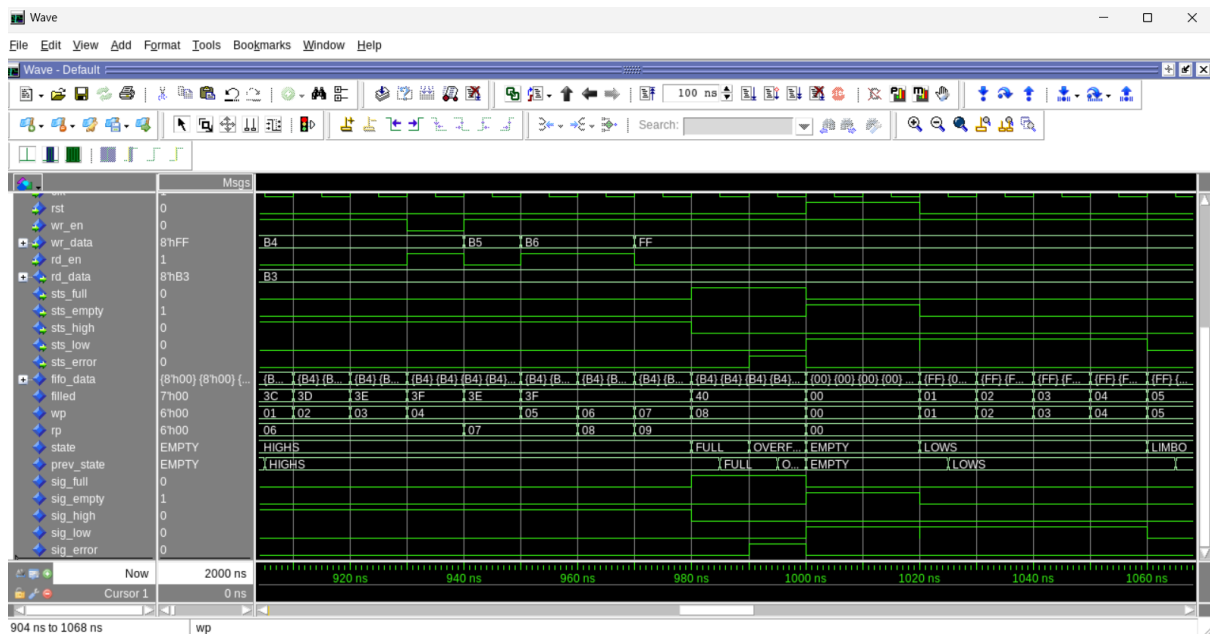 Wave
File Edit View Add Format Tools Bookmarks Window Help
Wave - Default
100 ns
Search:
Msgs
rst 0
wr_en 0
wr_data 8'hFF B4 B5 B6 FF
rd_en 1
rd_data 8'hB3 B3
sts_full 0
sts_empty 1
sts_high 0
sts_low 0
sts_error 0
fifo_data {8'h00} {8'h00} {... {B... {B4} {B... {B4} {B... {B4} {B4} {B4} {B4}... {B4} {B... {B4} {B... {B4} {B... {B4} {B4} {B4} {B4}... {00} {00} {00} {00} ... {FF} {0... {FF} {F... {FF} {F... {FF} {F... {FF} {...
filled 7'h00 3C 3D 3E 3F 3E 3F 40 00 01 02 03 04 05
wp 6'h00 01 02 03 04 05 06 07 08 00 01 02 03 04 05
rp 6'h00 06 07 08 09 00
state EMPTY HIGHS FULL OVERF... EMPTY LOWS LIMBO
prev_state EMPTY HIGHS FULL O... EMPTY LOWS
sig_full 0
sig_empty 1
sig_high 0
sig_low 0
sig_error 0
Now 2000 ns 920 ns 940 ns 960 ns 980 ns 1000 ns 1020 ns 1040 ns 1060 ns
Cursor 1 0 ns
904 ns to 1068 ns wp